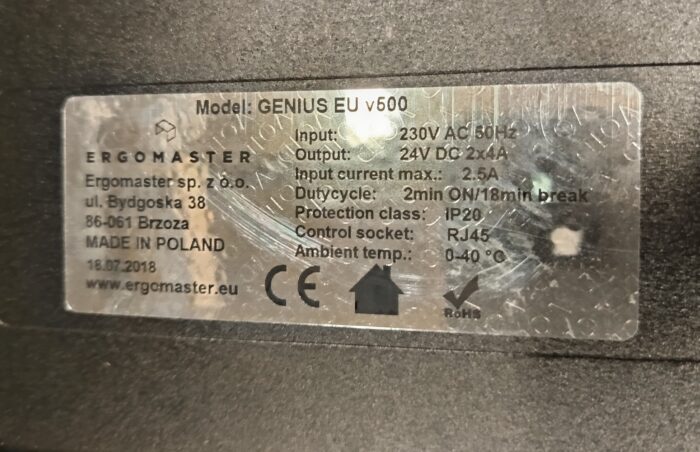 Model: GENIUS EU v500
ERGOMASTER
Ergomaster sp. z o.o.
ul. Bydgoska 38
86-061 Brzoza
MADE IN POLAND
18.07.2018
www.ergomaster.eu
Input: 230V AC 50Hz
Output: 24V DC 2x4A
Input current max.: 2.5A
Dutycycle: 2min ON/18min break
Protection class: IP20
Control socket: RJ45
Ambient temp.: 0-40 °C
CE
RoHS